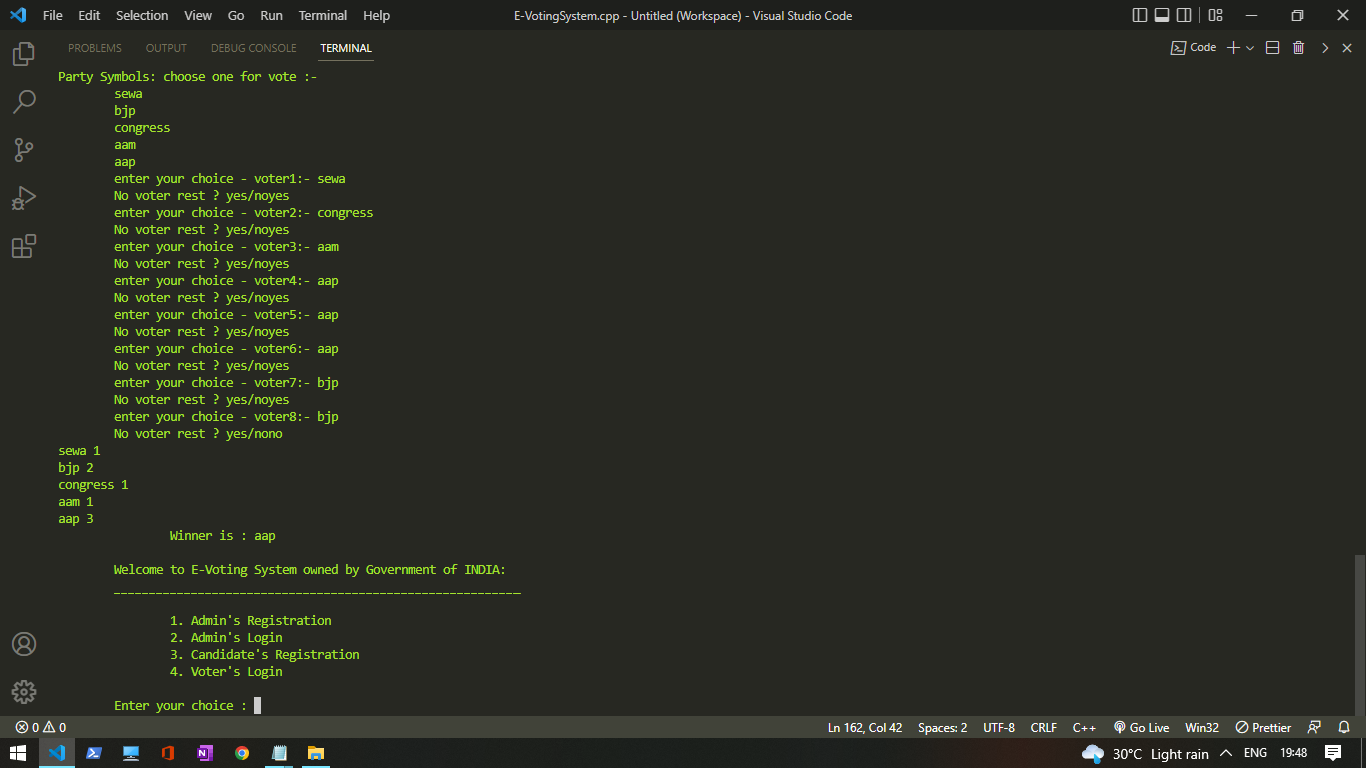 File Edit Selection View Go Run Terminal Help E-VotingSystem.cpp - Untitled (Workspace) - Visual Studio Code
PROBLEMS OUTPUT DEBUG CONSOLE TERMINAL Code
Party Symbols: choose one for vote :-
sewa
bjp
congress
aam
aap
enter your choice - voter1:- sewa
No voter rest ? yes/noyes
enter your choice - voter2:- congress
No voter rest ? yes/noyes
enter your choice - voter3:- aam
No voter rest ? yes/noyes
enter your choice - voter4:- aap
No voter rest ? yes/noyes
enter your choice - voter5:- aap
No voter rest ? yes/noyes
enter your choice - voter6:- aap
No voter rest ? yes/noyes
enter your choice - voter7:- bjp
No voter rest ? yes/noyes
enter your choice - voter8:- bjp
No voter rest ? yes/nono
sewa 1
bjp 2
congress 1
aam 1
aap 3
Winner is : aap
Welcome to E-Voting System owned by Government of INDIA:
__________________________________________________________
1. Admin's Registration
2. Admin's Login
3. Candidate's Registration
4. Voter's Login
Enter your choice :
0 0 Ln 162, Col 42 Spaces: 2 UTF-8 CRLF C++ Go Live Win32 Prettier
30°C Light rain ENG 19:48